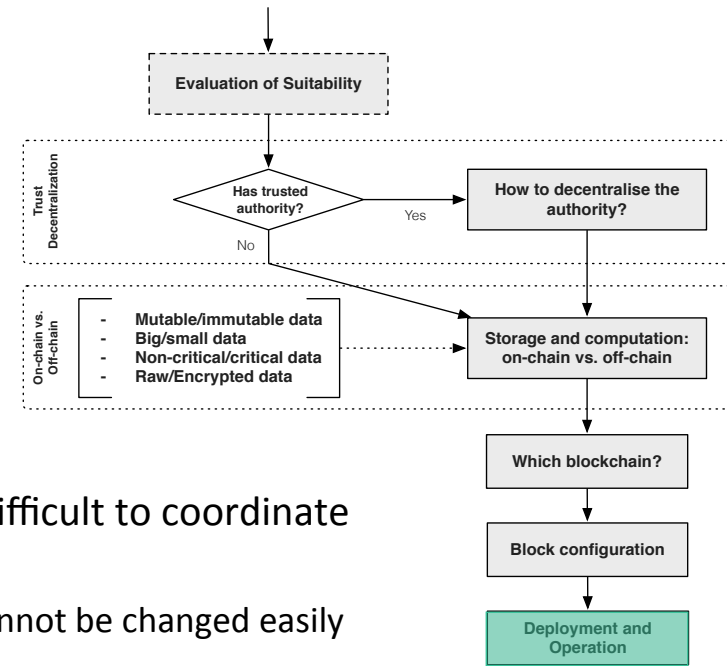 Evaluation of Suitability
Trust
Decentralization
Has trusted
authority?
Yes
No
How to decentralise the
authority?
On-chain vs.
Off-chain
- Mutable/immutable data
- Big/small data
- Non-critical/critical data
- Raw/Encrypted data
Storage and computation:
on-chain vs. off-chain
Which blockchain?
ifficult to coordinate
Block configuration
nnot be changed easily
Deployment and
Operation